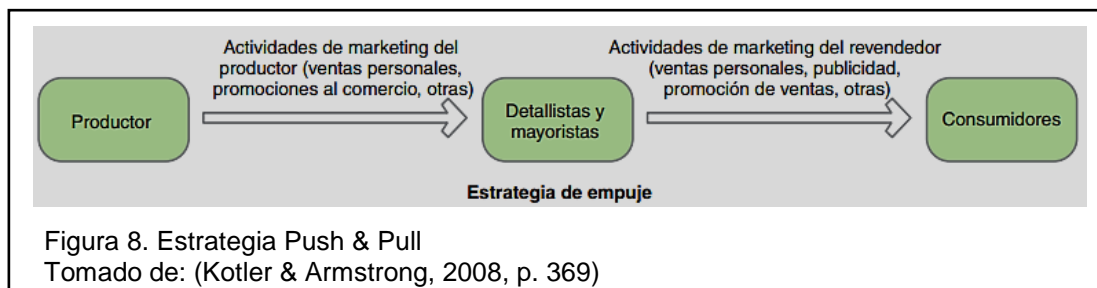 Actividades de marketing del
productor (ventas personales,
promociones al comercio, otras)
Actividades de marketing del revendedor
(ventas personales, publicidad,
promoción de ventas, otras)
Productor
Detallistas y
mayoristas
Consumidores
Estrategia de empuje
Figura 8. Estrategia Push & Pull
Tomado de: (Kotler & Armstrong, 2008, p. 369)